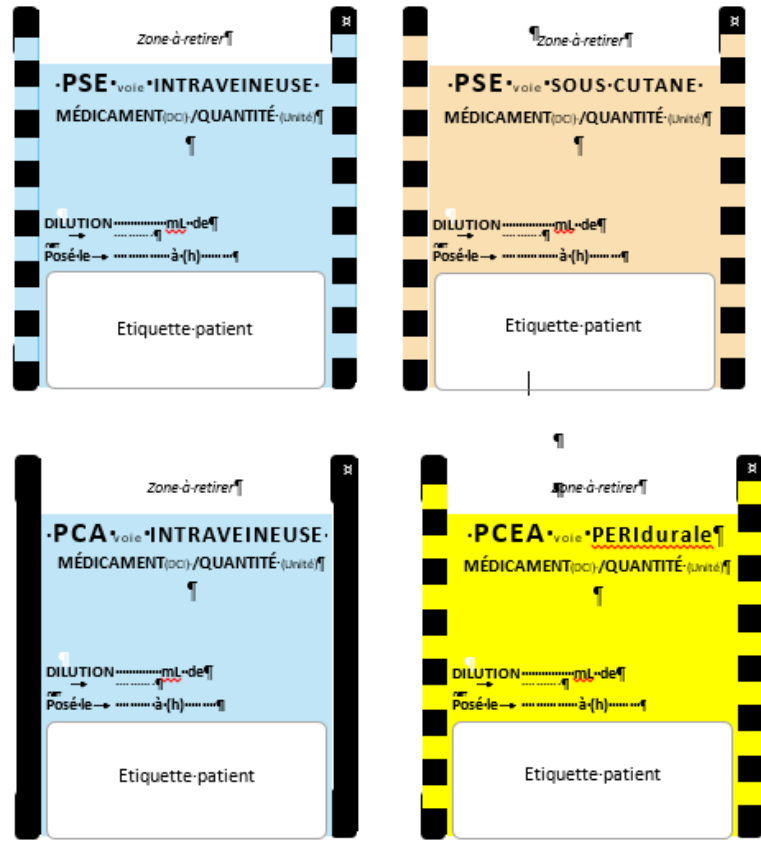 Zone à retirer¶
PSE voie INTRAVEINEUSE
MÉDICAMENT(DCI) /QUANTITÉ (Unité)¶
¶
DILUTION ................ mL de¶
→ .... ........ ¶
Posé le → .... ...... ...... à (h) ..... ....¶
Etiquette patient
¶
Zone à retirer¶
PSE voie SOUS CUTANE
MÉDICAMENT(DCI) /QUANTITÉ (Unité)¶
¶
DILUTION ................ mL de¶
→ .... ........ ¶
Posé le → .... ...... ...... à (h) ..... ....¶
Etiquette patient
¶
Zone à retirer¶
PCA voie INTRAVEINEUSE
MÉDICAMENT(DCI) /QUANTITÉ (Unité)¶
¶
DILUTION .............. mL de¶
→ .... ........ ¶
Posé le → ..... ......... à (h) ..... .....¶
Etiquette patient
Zone à retirer¶
PCEA voie PERIdurale¶
MÉDICAMENT(DCI) /QUANTITÉ (Unité)¶
¶
DILUTION ................ mL de¶
→ .... ........ ¶
Posé le → .... ...... ...... à (h) ..... ....¶
Etiquette patient